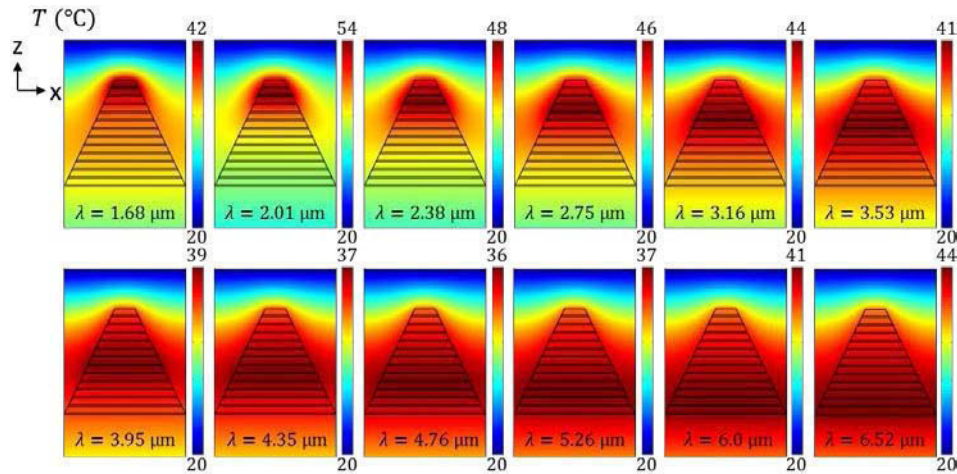 T (°C)
42 54 48 46 44 41
z
x
λ = 1.68 μm λ = 2.01 μm λ = 2.38 μm λ = 2.75 μm λ = 3.16 μm λ = 3.53 μm
20 20 20 20 20 20
39 37 36 37 41 44
λ = 3.95 μm λ = 4.35 μm λ = 4.76 μm λ = 5.26 μm λ = 6.0 μm λ = 6.52 μm
20 20 20 20 20 20